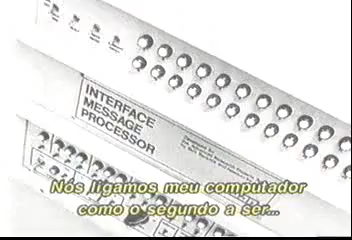 INTERFACE
MESSAGE
PROCESSOR
Nós ligamos meu computador
como o segundo a ser...